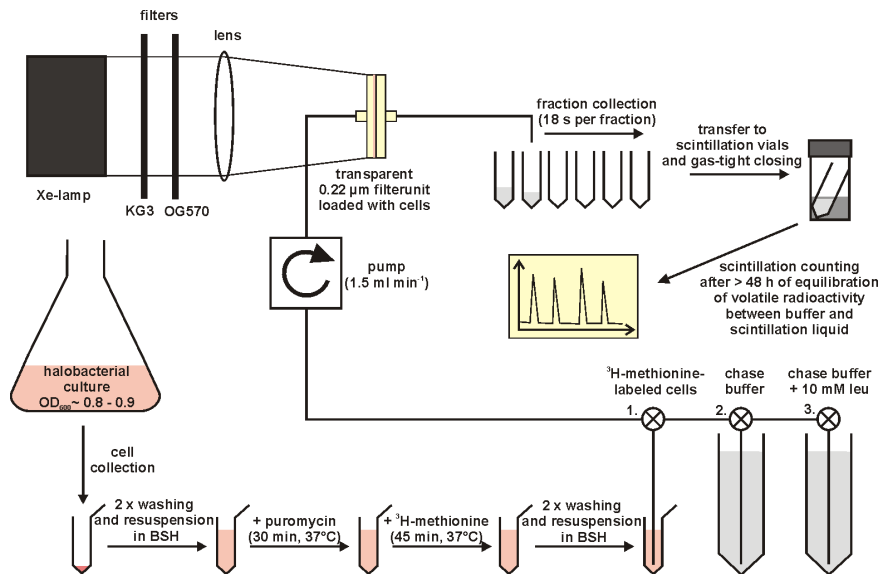 filters
lens
Xe-lamp
KG3
OG570
transparent
0.22 µm filterunit
loaded with cells
fraction collection
(18 s per fraction)
transfer to
scintillation vials
and gas-tight closing
pump
(1.5 ml min⁻¹)
scintillation counting
after > 48 h of equilibration
of volatile radioactivity
between buffer and
scintillation liquid
halobacterial
culture
OD₆₀₀~ 0.8 - 0.9
³H-methionine-
labeled cells
chase
buffer
chase buffer
+ 10 mM leu
1.
2.
3.
cell
collection
2 x washing
and resuspension
in BSH
+ puromycin
(30 min, 37°C)
+ ³H-methionine
(45 min, 37°C)
2 x washing
and resuspension
in BSH